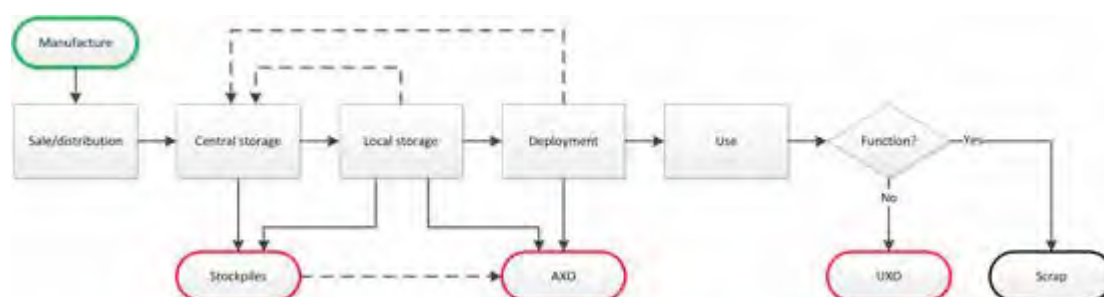 Manufacture
Sale/distribution
Central storage
Local storage
Deployment
Use
Function?
Yes
No
Stockpiles
AXO
UXO
Scrap